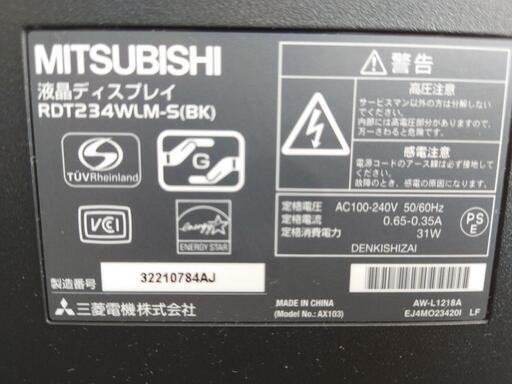 MITSUBISHI
液晶ディスプレイ
RDT234WLM-S(BK)
TÜVRheinland
G
VCCI
energy
ENERGY STAR
製造番号
32210784AJ
三菱電機株式会社
警告
高圧注意
サービスマン以外の方は分解しない
でください。
内部には高電圧部分がありますので、
万一さわると危険です。
感電注意
電源コードのアース線は必ず接地して
ください。
故障のとき、感電の原因になります。
定格電圧 AC100-240V 50/60Hz
定格電流 0.65-0.35A
定格消費電力 31W
PS
E
DENKISHIZAI
MADE IN CHINA
(Model No: AX103)
AW-L1218A
EJ4MO23420I LF